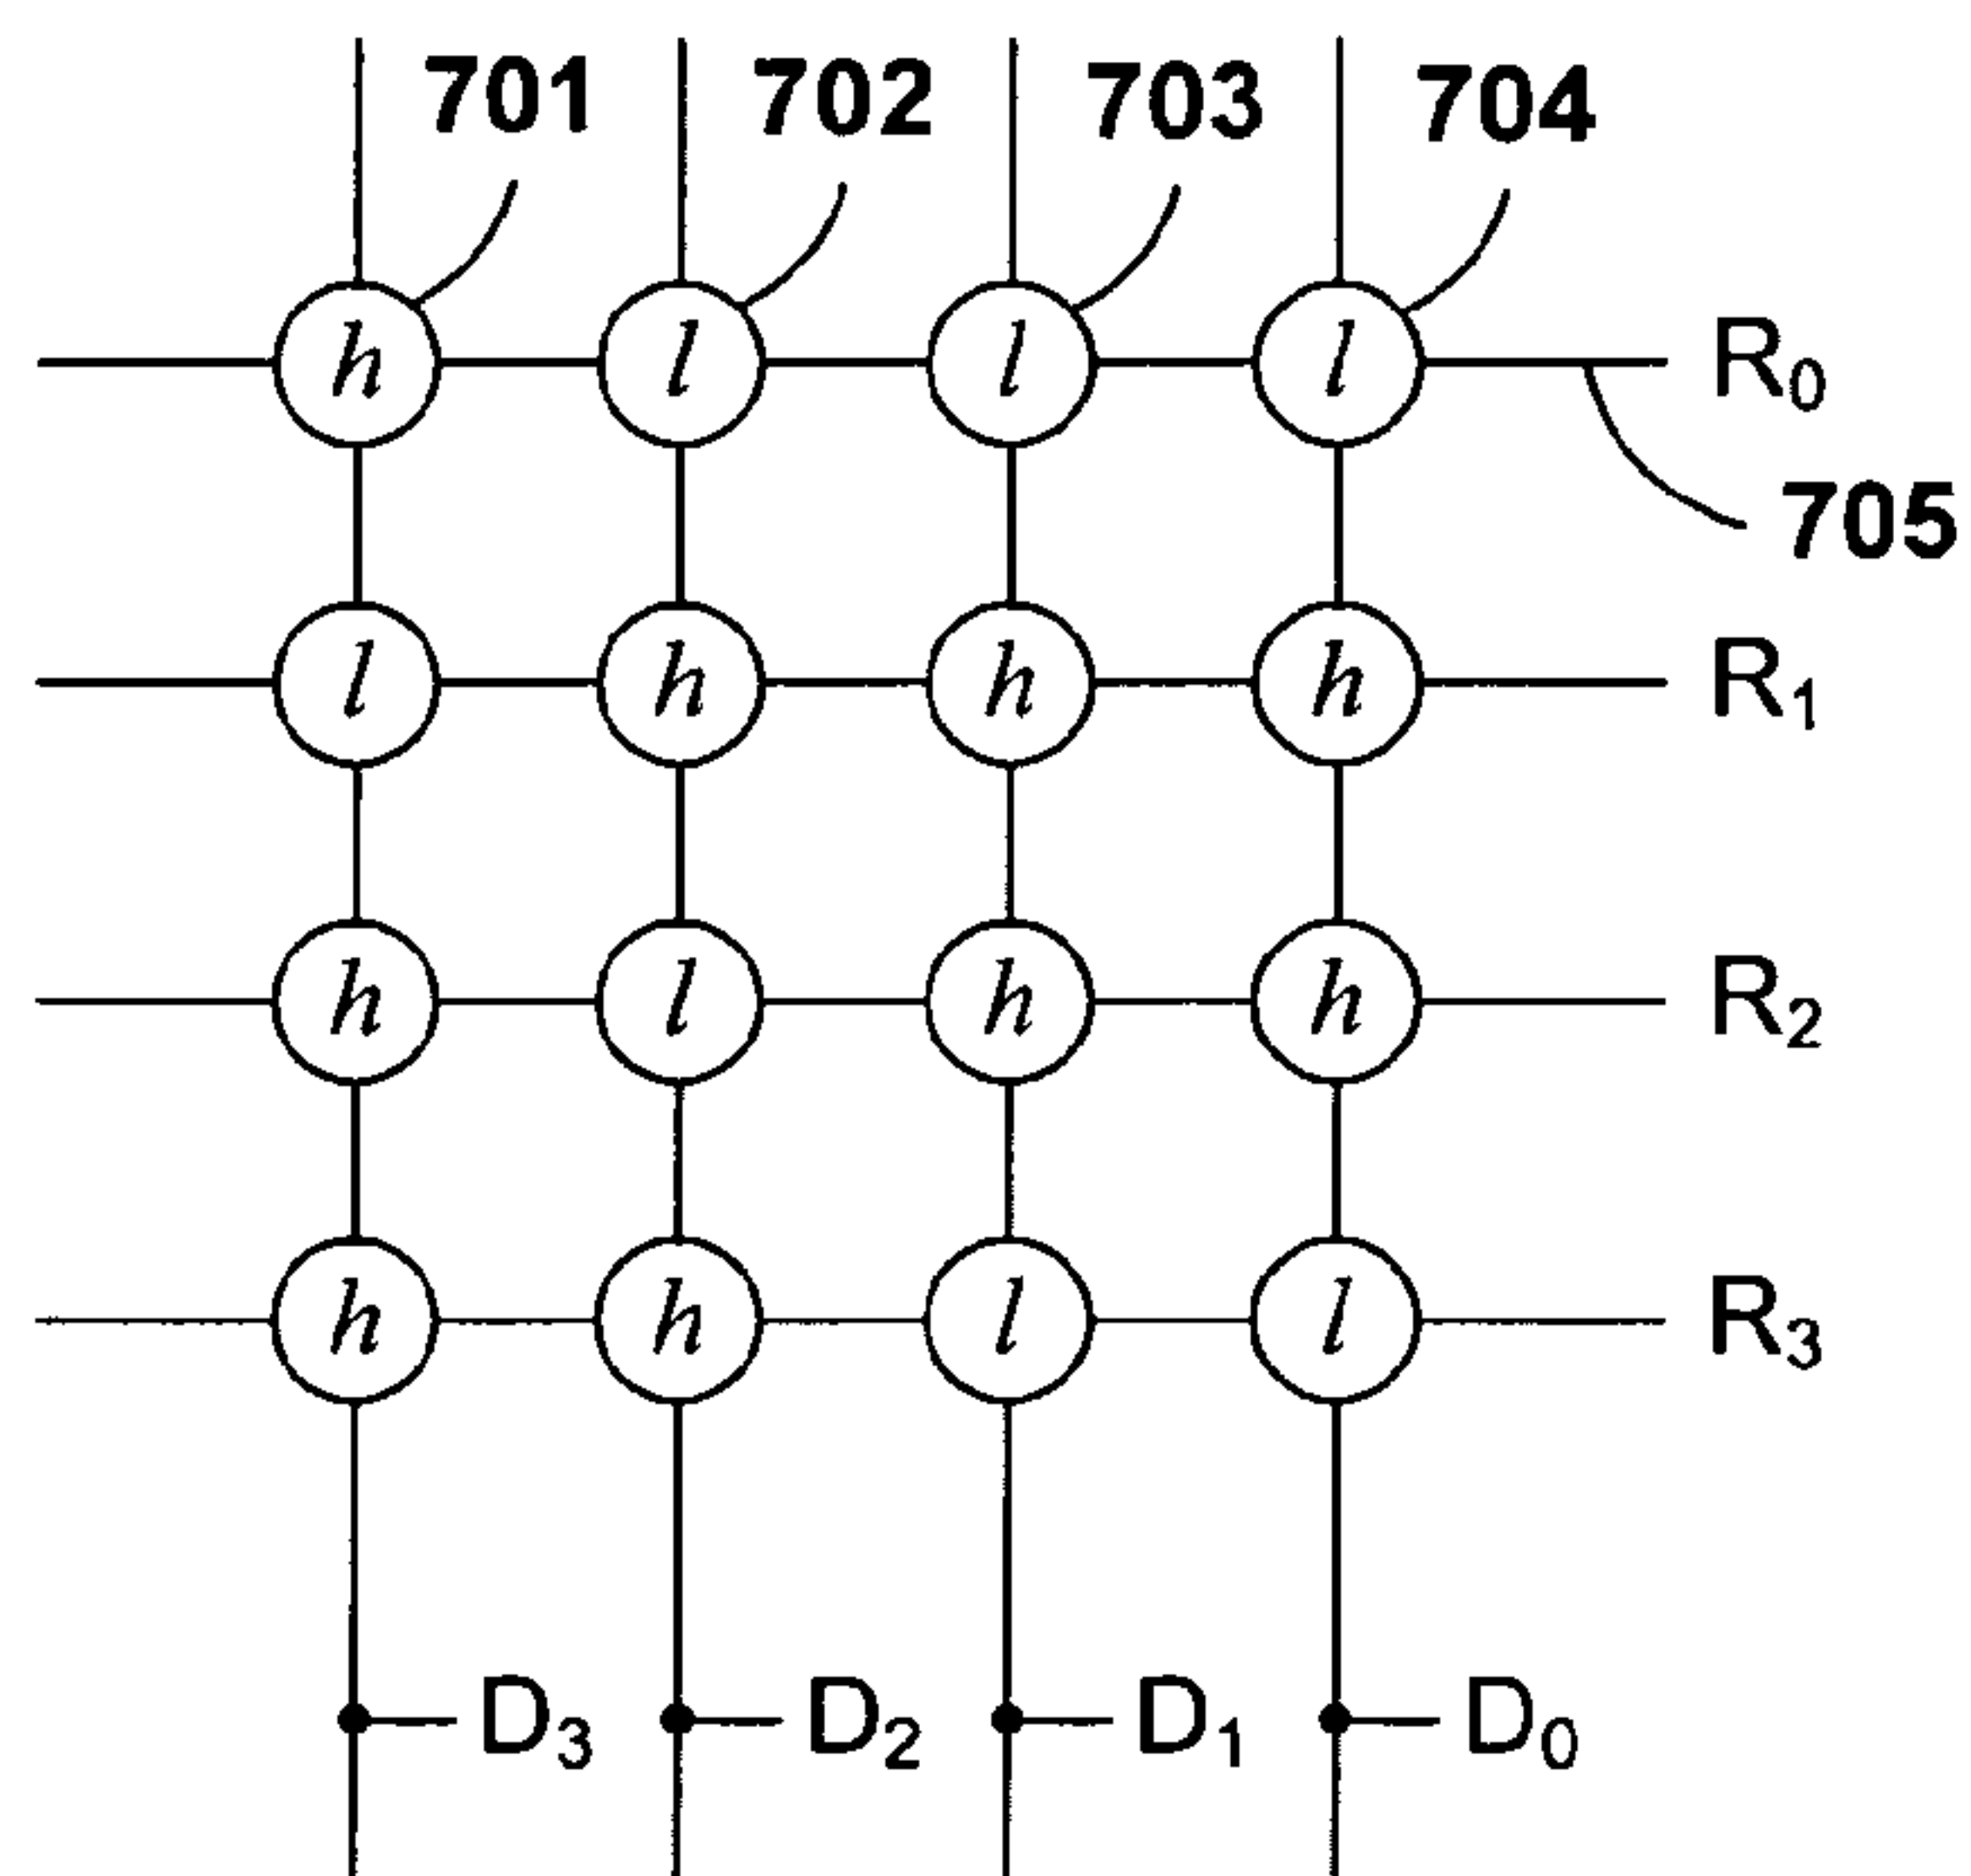 701 702 703 704
h l l l R₀
705
l h h h R₁
h l h h R₂
h h l l R₃
D₃ D₂ D₁ D₀